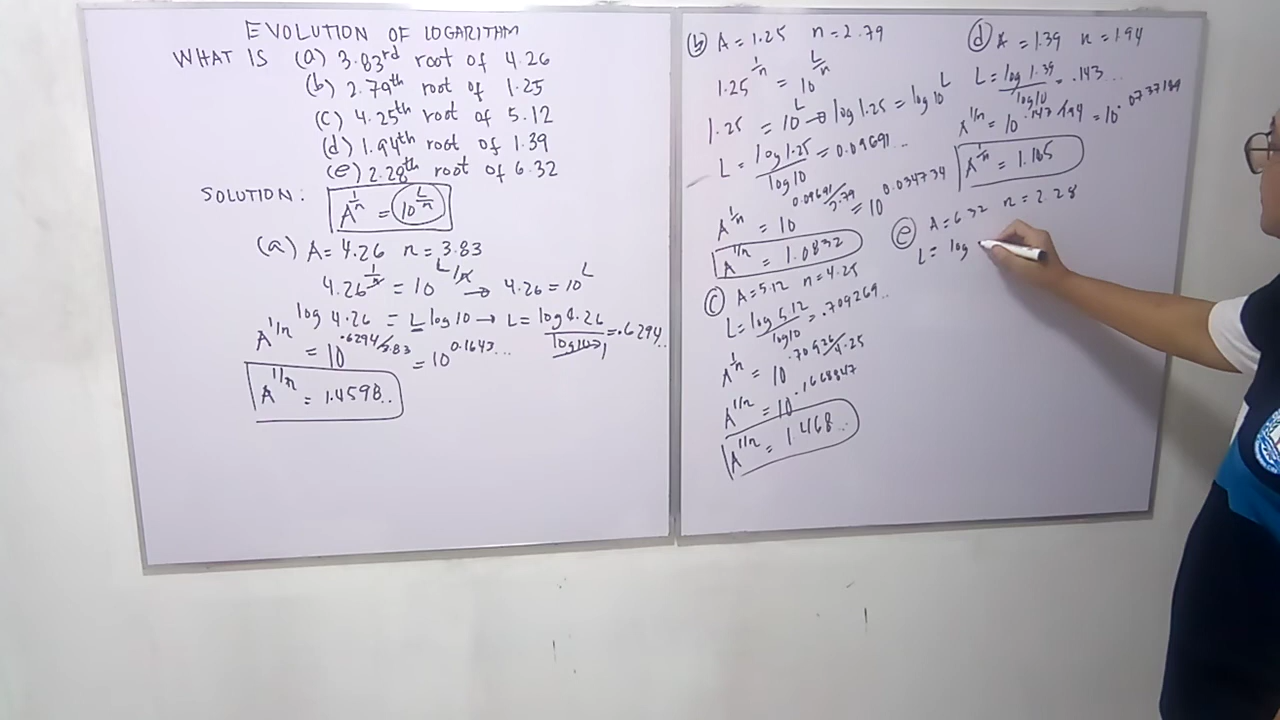 EVOLUTION OF LOGARITHM
WHAT IS (a) 3.83rd root of 4.26
(b) 2.79th root of 1.25
(c) 4.25th root of 5.12
(d) 1.94th root of 1.39
(e) 2.28th root of 6.32
SOLUTION: A^(1/n) = 10^(L/n)
(a) A = 4.26 n = 3.83
4.26^(1/n) = 10^(L/n) → 4.26 = 10^L
log 4.26 = L log 10 → L = log 4.26 / log 10 → 1 = .6294..
A^(1/n) = 10^(.6294/3.83) = 10^(0.1643...)
A^(1/n) = 1.4598..
(b) A = 1.25 n = 2.79
1.25^(1/n) = 10^(L/n)
1.25 = 10^L → log 1.25 = log 10^L
L = log 1.25 / log 10 = 0.09691...
A^(1/n) = 10^(0.09691/2.79) = 10^(0.034734)
A^(1/n) = 1.0832
(c) A = 5.12 n = 4.25
L = log 5.12 / log 10 = .709269..
A^(1/n) = 10^(.70926/4.25)
A^(1/n) = 10^(.1668847)
A^(1/n) = 1.468..
(d) A = 1.39 n = 1.94
L = log 1.39 / log 10 = .143...
A^(1/n) = 10
A^(1/n) = 1.165
(e) A = 6.32 n = 2.28
L = log